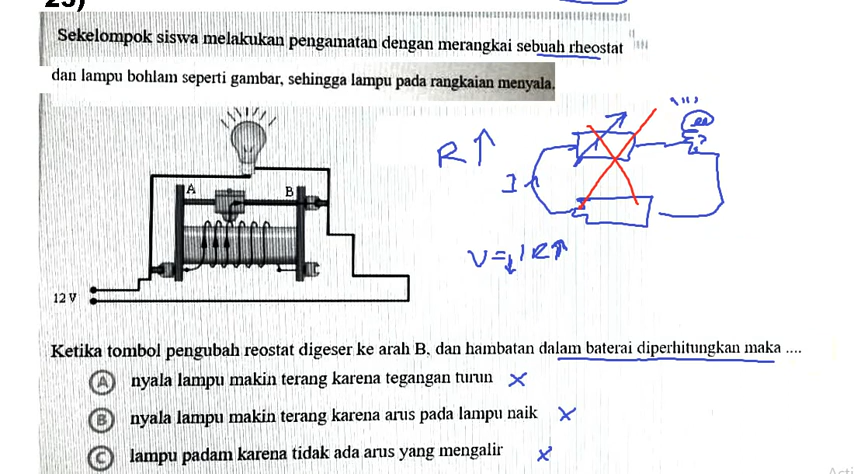 25)
Sekelompok siswa melakukan pengamatan dengan merangkai sebuah rheostat
dan lampu bohlam seperti gambar, sehingga lampu pada rangkaian menyala.
R↑
I
A
B
V=↓IR↑
12 V
Ketika tombol pengubah reostat digeser ke arah B, dan hambatan dalam baterai diperhitungkan maka ....
A nyala lampu makin terang karena tegangan turun X
B nyala lampu makin terang karena arus pada lampu naik X
C lampu padam karena tidak ada arus yang mengalir X